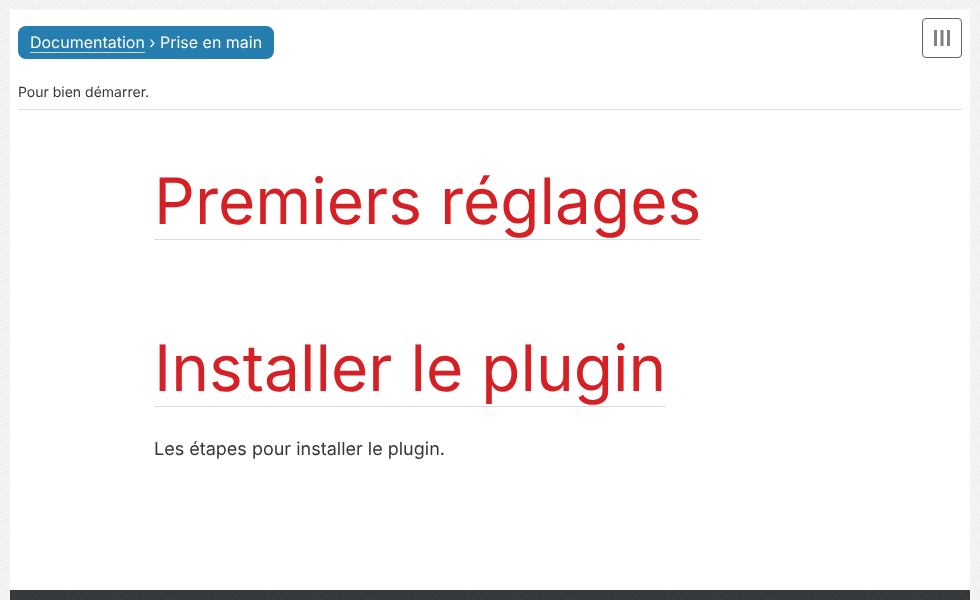 Documentation › Prise en main
Pour bien démarrer.
Premiers réglages
Installer le plugin
Les étapes pour installer le plugin.